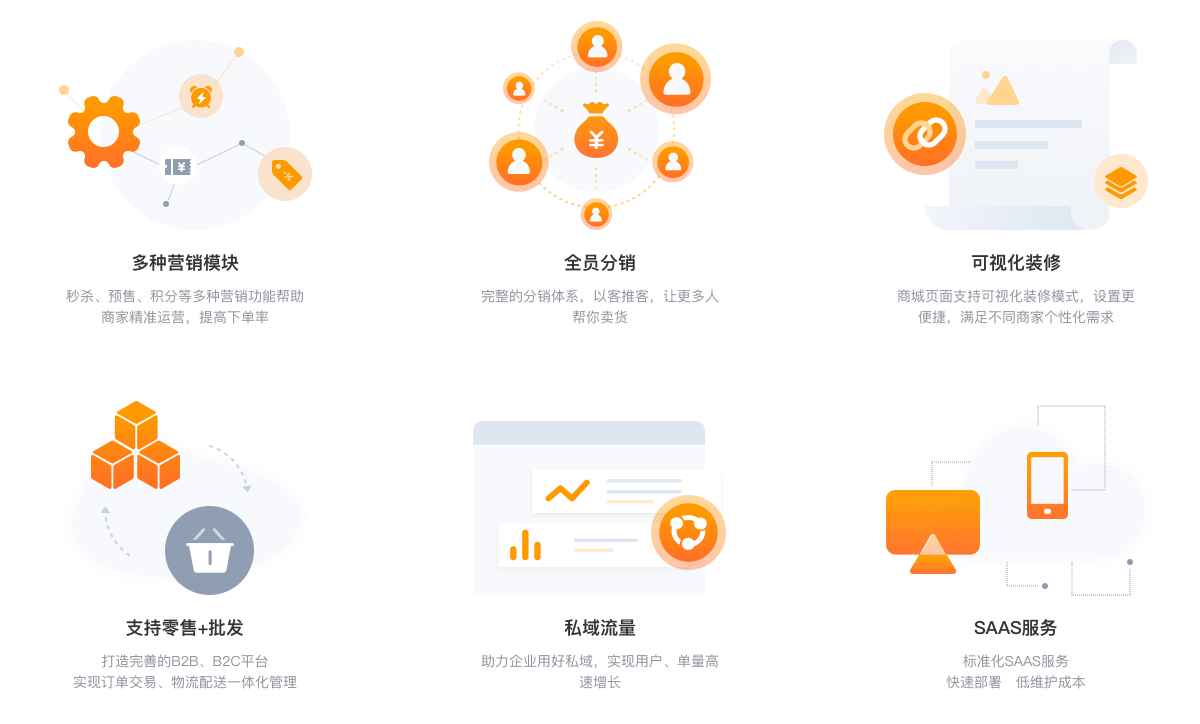 多种营销模块
秒杀、预售、积分等多种营销功能帮助
商家精准运营，提高下单率
全员分销
完整的分销体系，以客推客，让更多人
帮你卖货
可视化装修
商城页面支持可视化装修模式，设置更
便捷，满足不同商家个性化需求
支持零售+批发
打造完善的B2B、B2C平台
实现订单交易、物流配送一体化管理
私域流量
助力企业用好私域，实现用户、单量高
速增长
SAAS服务
标准化SAAS服务
快速部署　低维护成本